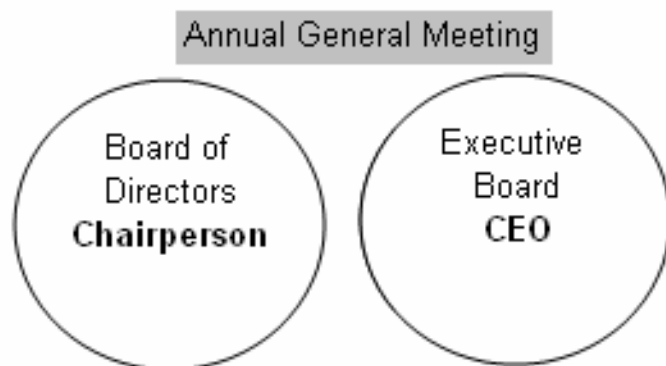 Annual General Meeting
Board of
Directors
Chairperson
Executive
Board
CEO